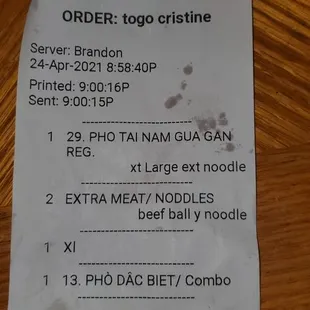 ORDER: togo cristine
Server: Brandon
24-Apr-2021 8:58:40P
Printed: 9:00:16P
Sent: 9:00:15P
1 29. PHO TAI NAM GUA GAN
REG.
xt Large ext noodle
2 EXTRA MEAT/ NOODLES
beef ball y noodle
1 Xl
1 13. PHỞ DÂC BIET/ Combo